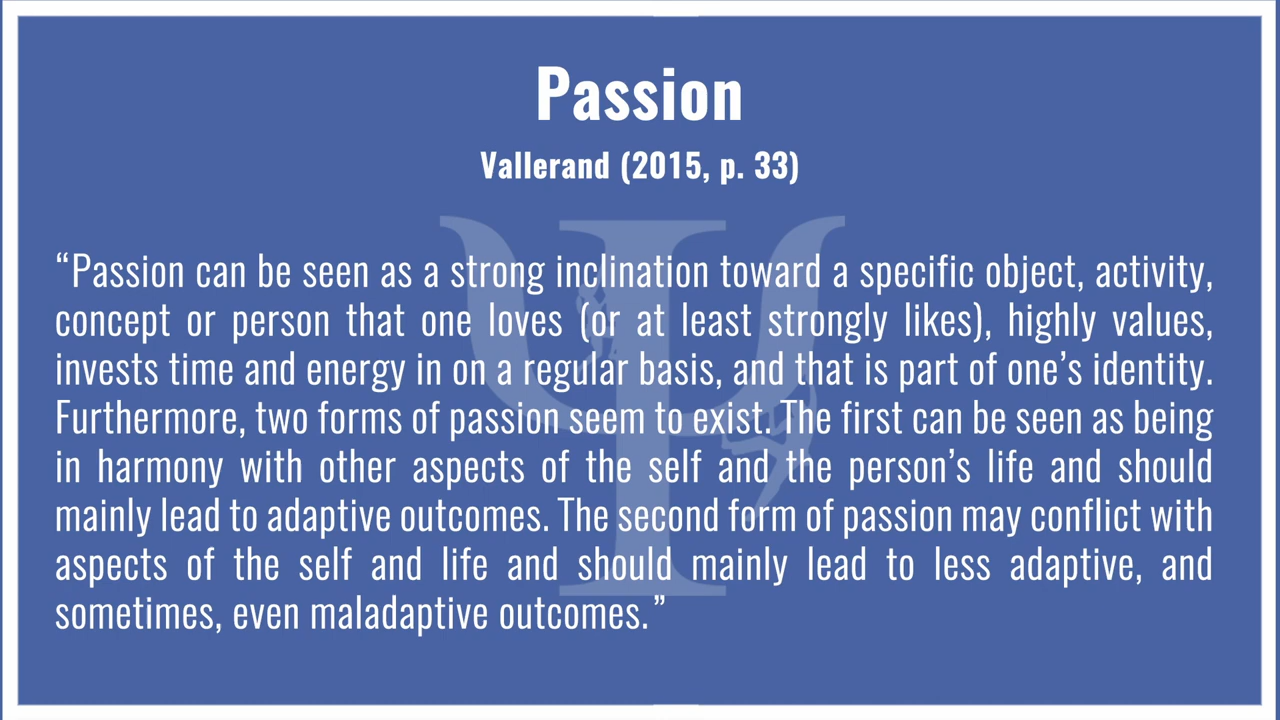 Passion
Vallerand (2015, p. 33)
“Passion can be seen as a strong inclination toward a specific object, activity,
concept or person that one loves (or at least strongly likes), highly values,
invests time and energy in on a regular basis, and that is part of one’s identity.
Furthermore, two forms of passion seem to exist. The first can be seen as being
in harmony with other aspects of the self and the person’s life and should
mainly lead to adaptive outcomes. The second form of passion may conflict with
aspects of the self and life and should mainly lead to less adaptive, and
sometimes, even maladaptive outcomes.”